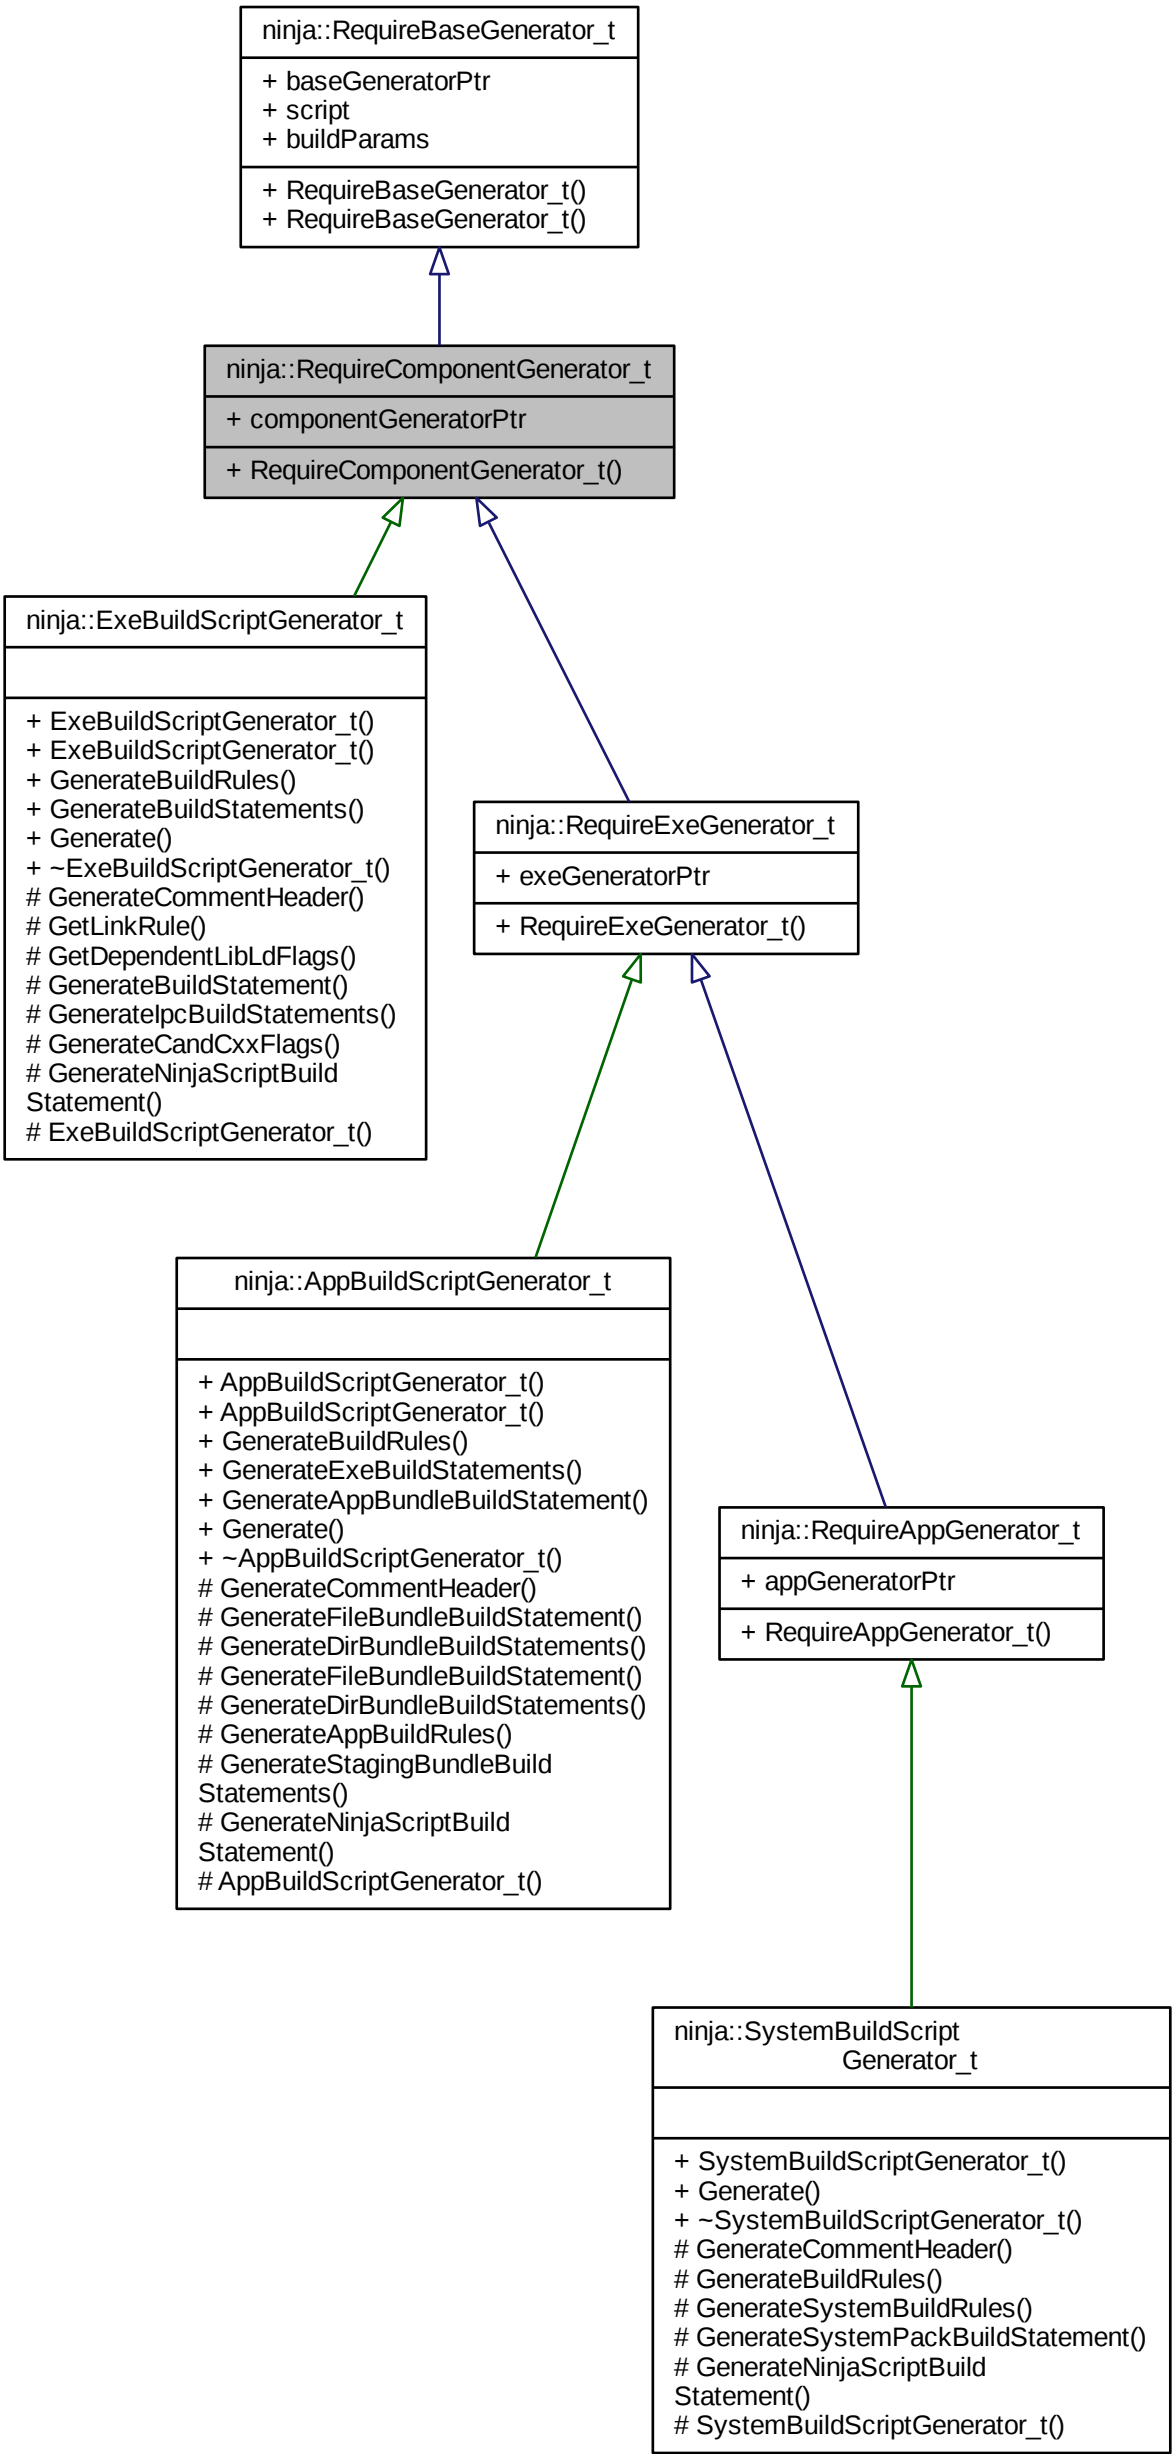 ninja::RequireBaseGenerator_t
+ baseGeneratorPtr
+ script
+ buildParams
+ RequireBaseGenerator_t()
+ RequireBaseGenerator_t()
ninja::RequireComponentGenerator_t
+ componentGeneratorPtr
+ RequireComponentGenerator_t()
ninja::ExeBuildScriptGenerator_t
+ ExeBuildScriptGenerator_t()
+ ExeBuildScriptGenerator_t()
+ GenerateBuildRules()
+ GenerateBuildStatements()
+ Generate()
+ ~ExeBuildScriptGenerator_t()
# GenerateCommentHeader()
# GetLinkRule()
# GetDependentLibLdFlags()
# GenerateBuildStatement()
# GenerateIpcBuildStatements()
# GenerateCandCxxFlags()
# GenerateNinjaScriptBuild
Statement()
# ExeBuildScriptGenerator_t()
ninja::RequireExeGenerator_t
+ exeGeneratorPtr
+ RequireExeGenerator_t()
ninja::AppBuildScriptGenerator_t
+ AppBuildScriptGenerator_t()
+ AppBuildScriptGenerator_t()
+ GenerateBuildRules()
+ GenerateExeBuildStatements()
+ GenerateAppBundleBuildStatement()
+ Generate()
+ ~AppBuildScriptGenerator_t()
# GenerateCommentHeader()
# GenerateFileBundleBuildStatement()
# GenerateDirBundleBuildStatements()
# GenerateFileBundleBuildStatement()
# GenerateDirBundleBuildStatements()
# GenerateAppBuildRules()
# GenerateStagingBundleBuild
Statements()
# GenerateNinjaScriptBuild
Statement()
# AppBuildScriptGenerator_t()
ninja::RequireAppGenerator_t
+ appGeneratorPtr
+ RequireAppGenerator_t()
ninja::SystemBuildScript
Generator_t
+ SystemBuildScriptGenerator_t()
+ Generate()
+ ~SystemBuildScriptGenerator_t()
# GenerateCommentHeader()
# GenerateBuildRules()
# GenerateSystemBuildRules()
# GenerateSystemPackBuildStatement()
# GenerateNinjaScriptBuild
Statement()
# SystemBuildScriptGenerator_t()